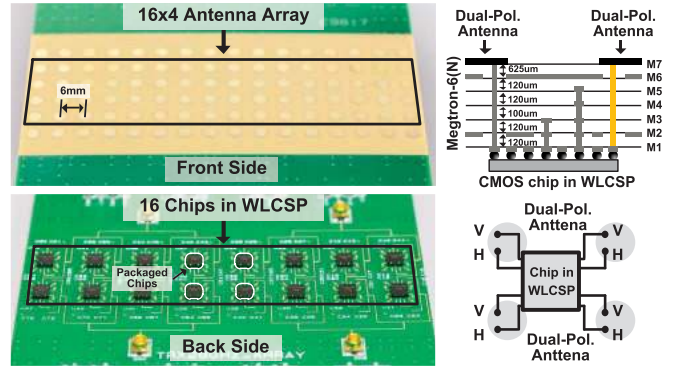 16x4 Antenna Array
6mm
Front Side
16 Chips in WLCSP
Packaged
Chips
Back Side
Dual-Pol.
Antenna
Dual-Pol.
Antenna
Megtron-6(N)
625um
120um
120um
100um
120um
120um
M7
M6
M5
M4
M3
M2
M1
CMOS chip in WLCSP
Dual-Pol.
Anttena
V
H
V
H
Chip in
WLCSP
V
H
V
H
Dual-Pol.
Anttena